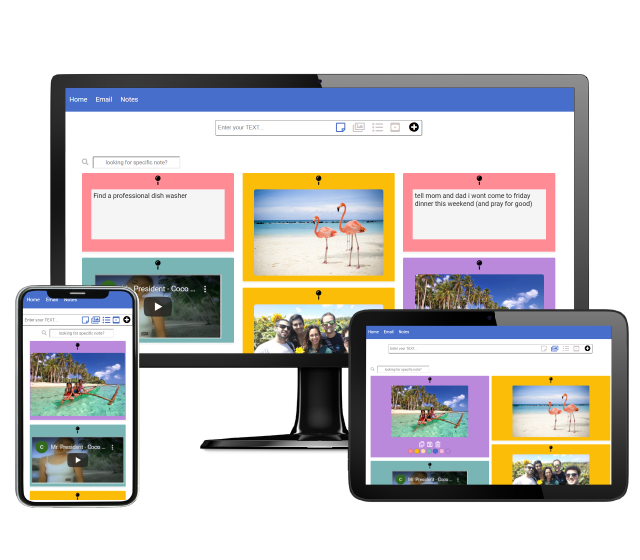 Home Email Notes
Enter your TEXT...
looking for specific note?
Find a professional dish washer
tell mom and dad i wont come to friday
dinner this weekend (and pray for good)
President - Coco ...
Home Email Notes
Enter your TEXT...
looking for specific note?
C Mr. President - Coco ...
Home Email Notes
Enter your TEXT...
looking for specific note?
C Mr. President - Coco ...